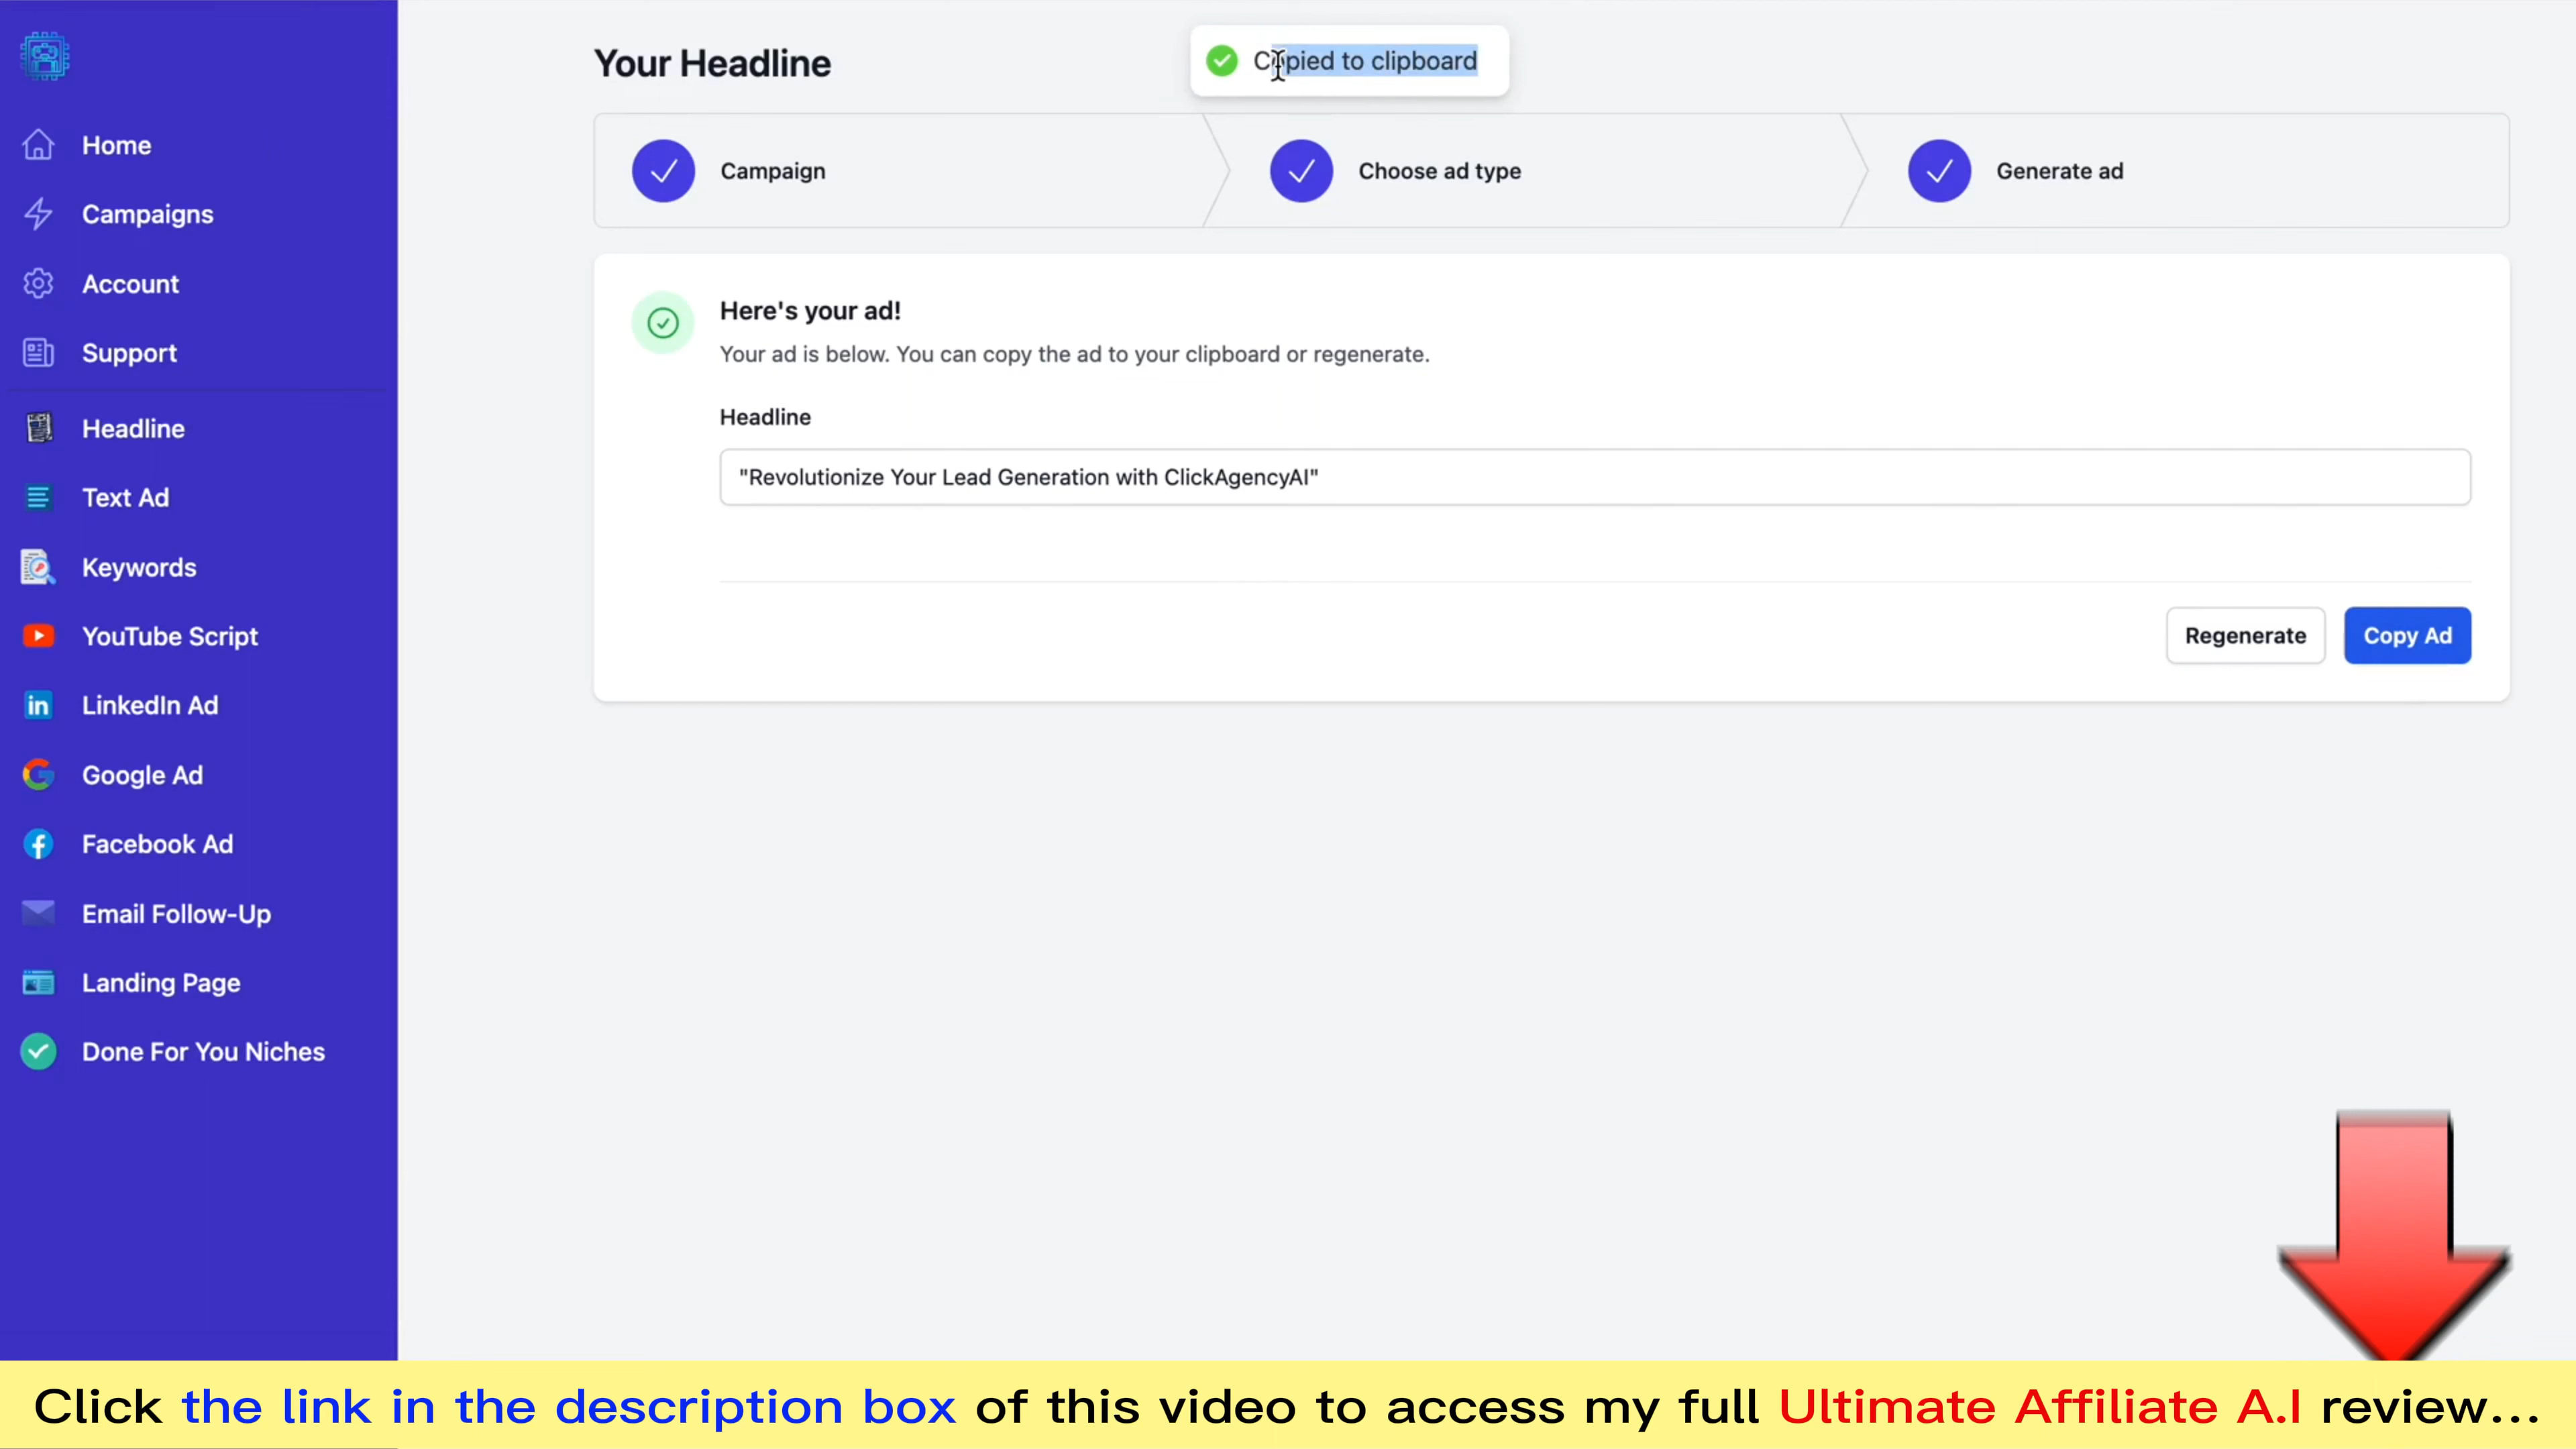 Your Headline
Copied to clipboard
Home
Campaigns
Account
Support
Headline
Text Ad
Keywords
YouTube Script
LinkedIn Ad
Google Ad
Facebook Ad
Email Follow-Up
Landing Page
Done For You Niches
Campaign
Choose ad type
Generate ad
Here's your ad!
Your ad is below. You can copy the ad to your clipboard or regenerate.
Headline
"Revolutionize Your Lead Generation with ClickAgencyAI"
Regenerate
Copy Ad
Click the link in the description box of this video to access my full Ultimate Affiliate A.I review...